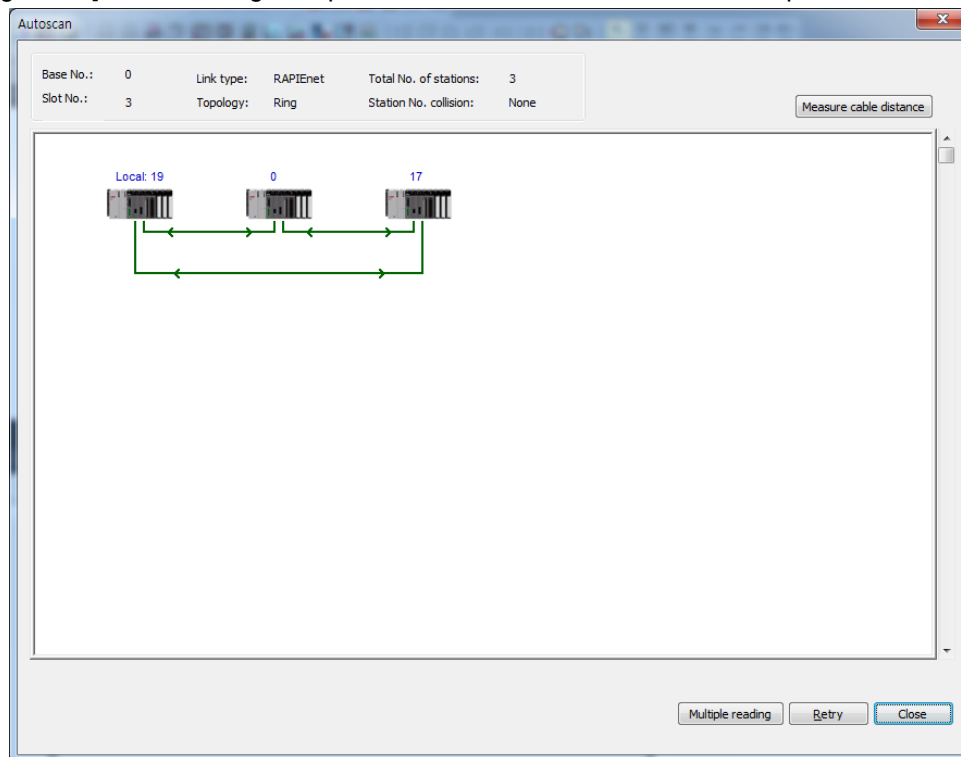 Autoscan
Base No.: 0 Link type: RAPIEnet Total No. of stations: 3
Slot No.: 3 Topology: Ring Station No. collision: None
Measure cable distance
Local: 19 0 17
Multiple reading Retry Close